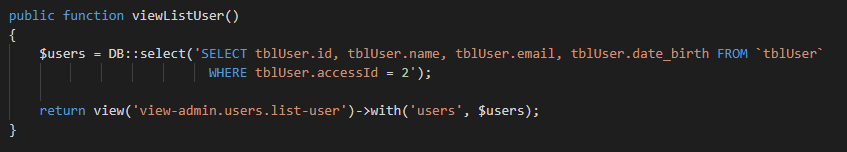 public function viewListUser()
{
    $users = DB::select('SELECT tblUser.id, tblUser.name, tblUser.email, tblUser.date_birth FROM `tblUser`
                         WHERE tblUser.accessId = 2');

    return view('view-admin.users.list-user')->with('users', $users);
}